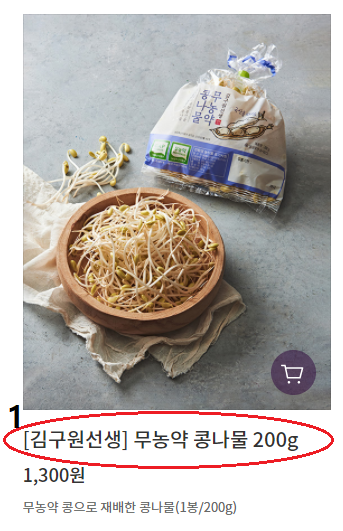 무농약
콩나물
1
[김구원선생] 무농약 콩나물 200g
1,300원
무농약 콩으로 재배한 콩나물(1봉/200g)